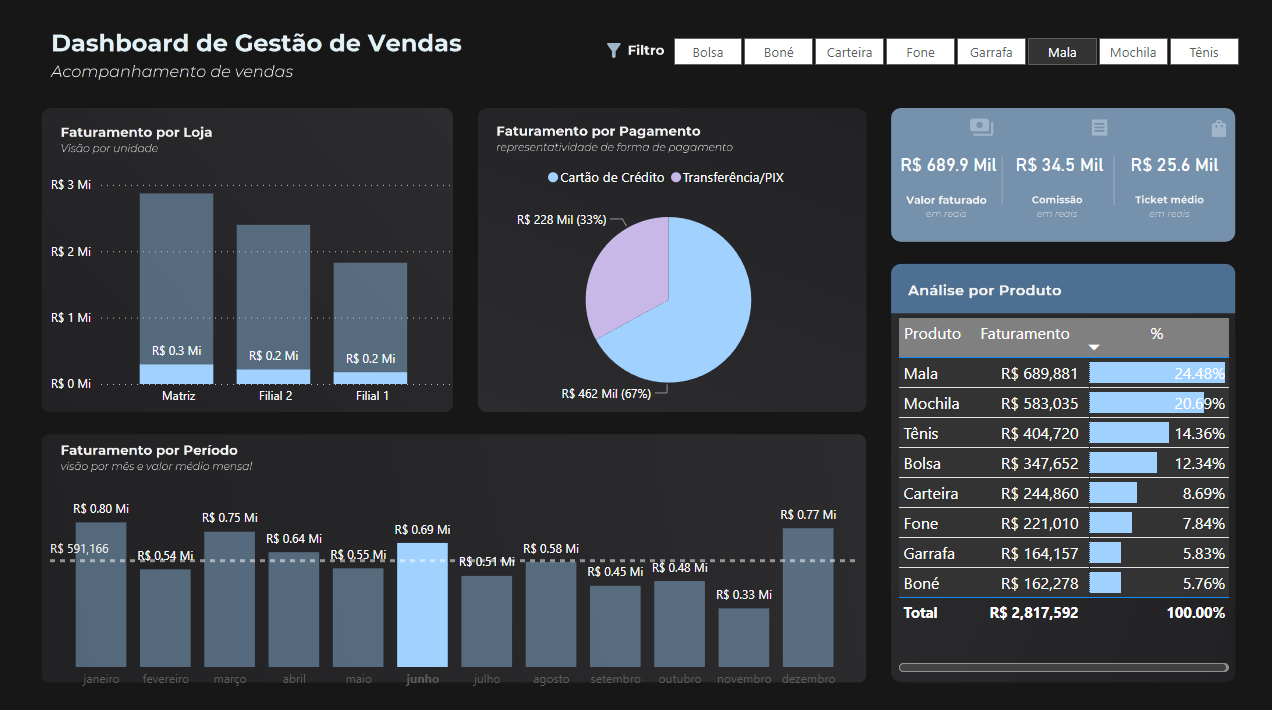 Dashboard de Gestão de Vendas
Acompanhamento de vendas
Filtro
Bolsa
Boné
Carteira
Fone
Garrafa
Mala
Mochila
Tênis
Faturamento por Loja
Visão por unidade
R$ 3 Mi
R$ 2 Mi
R$ 1 Mi
R$ 0 Mi
R$ 0.3 Mi
R$ 0.2 Mi
R$ 0.2 Mi
Matriz
Filial 2
Filial 1
Faturamento por Pagamento
representatividade de forma de pagamento
Cartão de Crédito
Transferência/PIX
R$ 228 Mil (33%)
R$ 462 Mil (67%)
R$ 689.9 Mil
R$ 34.5 Mil
R$ 25.6 Mil
Valor faturado
Comissão
Ticket médio
em reais
em reais
em reais
Faturamento por Período
visão por mês e valor médio mensal
R$ 591,166
R$ 0.80 Mi
R$ 0.54 Mi
R$ 0.75 Mi
R$ 0.64 Mi
R$ 0.55 Mi
R$ 0.69 Mi
R$ 0.51 Mi
R$ 0.58 Mi
R$ 0.45 Mi
R$ 0.48 Mi
R$ 0.33 Mi
R$ 0.77 Mi
janeiro
fevereiro
março
abril
maio
junho
julho
agosto
setembro
outubro
novembro
dezembro
Análise por Produto
Produto Faturamento %
Mala R$ 689,881 24.48%
Mochila R$ 583,035 20.69%
Tênis R$ 404,720 14.36%
Bolsa R$ 347,652 12.34%
Carteira R$ 244,860 8.69%
Fone R$ 221,010 7.84%
Garrafa R$ 164,157 5.83%
Boné R$ 162,278 5.76%
Total R$ 2,817,592 100.00%